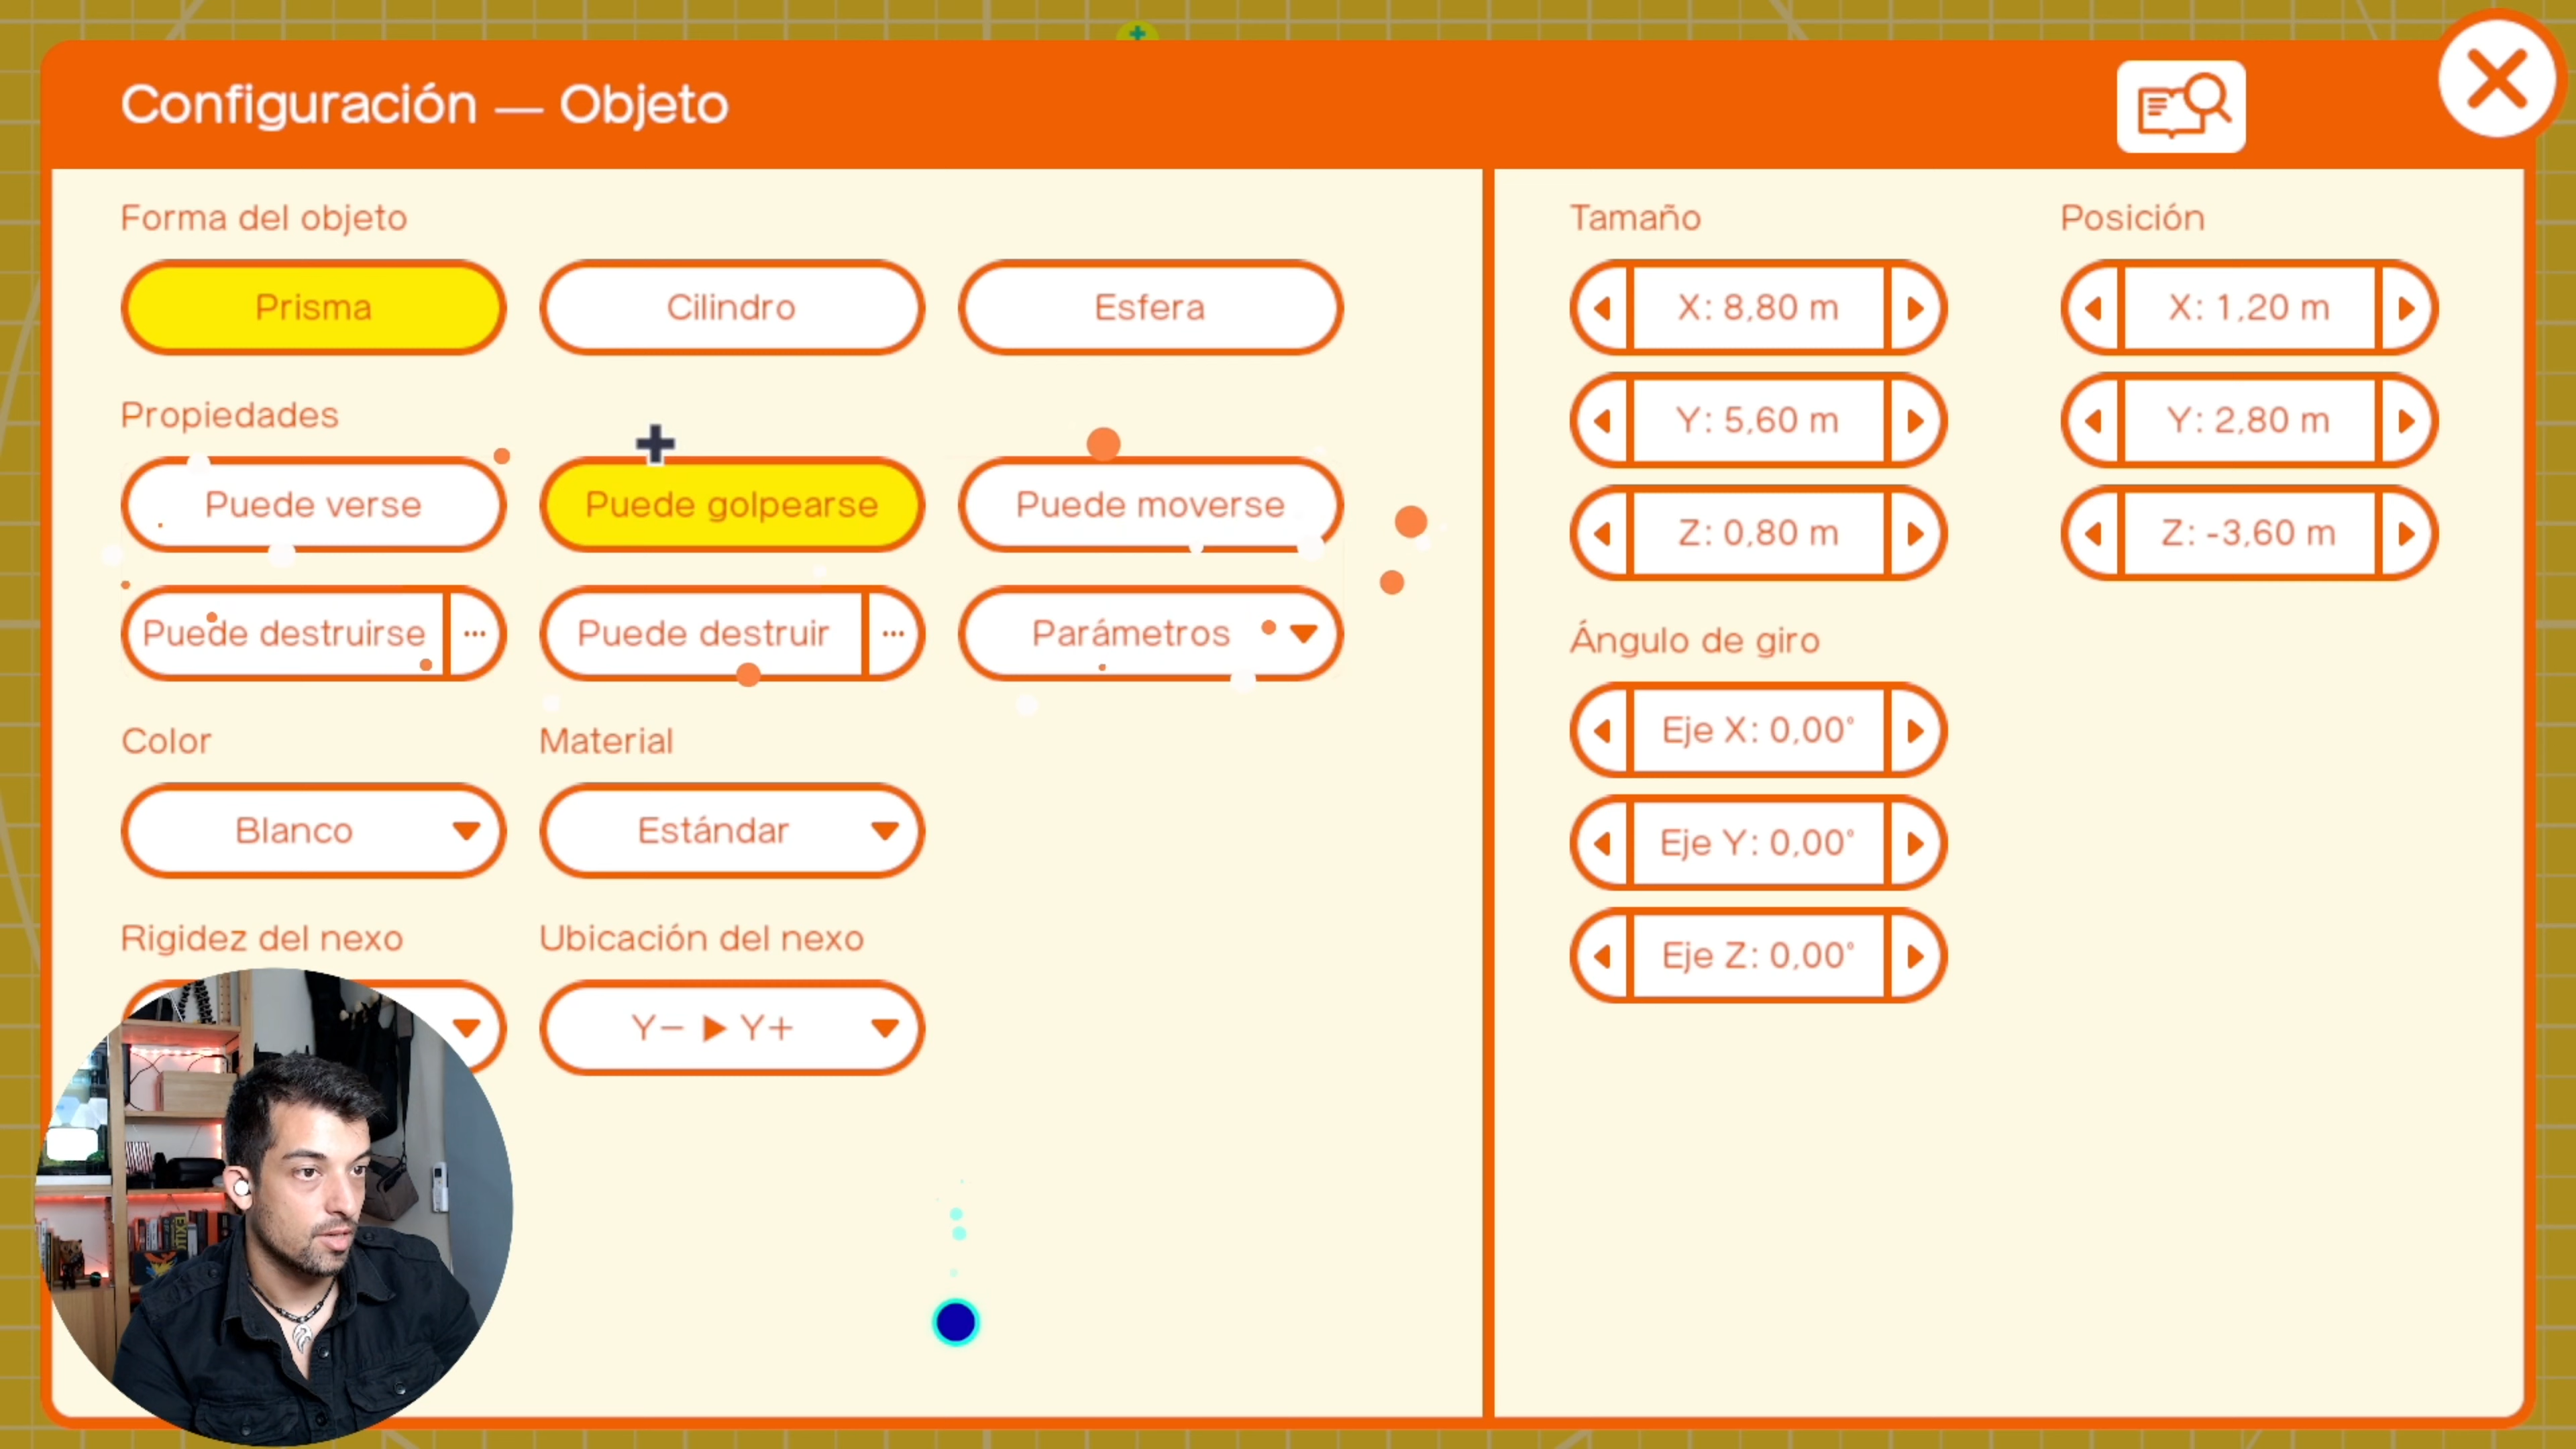 Configuración — Objeto
Forma del objeto
Prisma
Cilindro
Esfera
Propiedades
Puede verse
Puede golpearse
Puede moverse
Puede destruirse ...
Puede destruir ...
Parámetros
Color
Material
Blanco
Estándar
Rigidez del nexo
Ubicación del nexo
Y− ▶ Y+
Tamaño
X: 8,80 m
Y: 5,60 m
Z: 0,80 m
Posición
X: 1,20 m
Y: 2,80 m
Z: -3,60 m
Ángulo de giro
Eje X: 0,00°
Eje Y: 0,00°
Eje Z: 0,00°